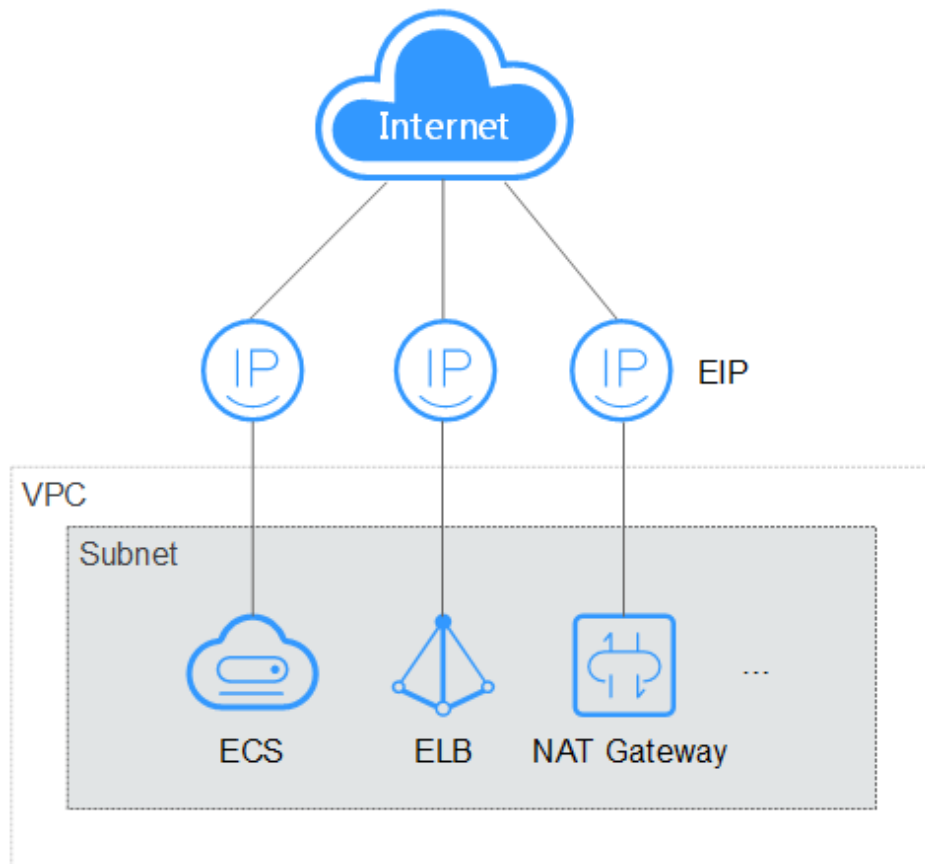 Internet
IP
IP
IP
EIP
VPC
Subnet
...
ECS
ELB
NAT Gateway